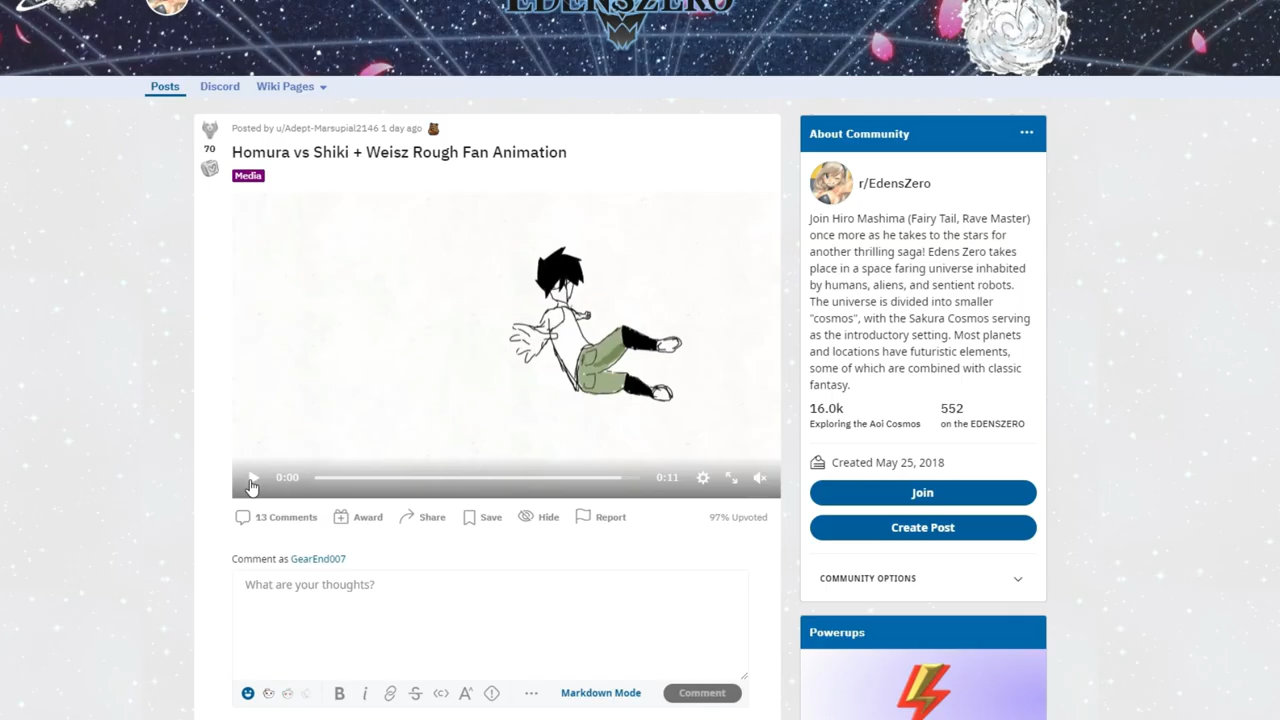 EDENSZERO
Posts Discord Wiki Pages
Posted by u/Adept-Marsupial2146 1 day ago
70
Homura vs Shiki + Weisz Rough Fan Animation
Media
0:00 0:11
13 Comments Award Share Save Hide Report 97% Upvoted
Comment as GearEnd007
What are your thoughts?
B i Markdown Mode Comment
About Community
r/EdensZero
Join Hiro Mashima (Fairy Tail, Rave Master)
once more as he takes to the stars for
another thrilling saga! Edens Zero takes
place in a space faring universe inhabited
by humans, aliens, and sentient robots.
The universe is divided into smaller
"cosmos", with the Sakura Cosmos serving
as the introductory setting. Most planets
and locations have futuristic elements,
some of which are combined with classic
fantasy.
16.0k 552
Exploring the Aoi Cosmos on the EDENSZERO
Created May 25, 2018
Join
Create Post
COMMUNITY OPTIONS
Powerups